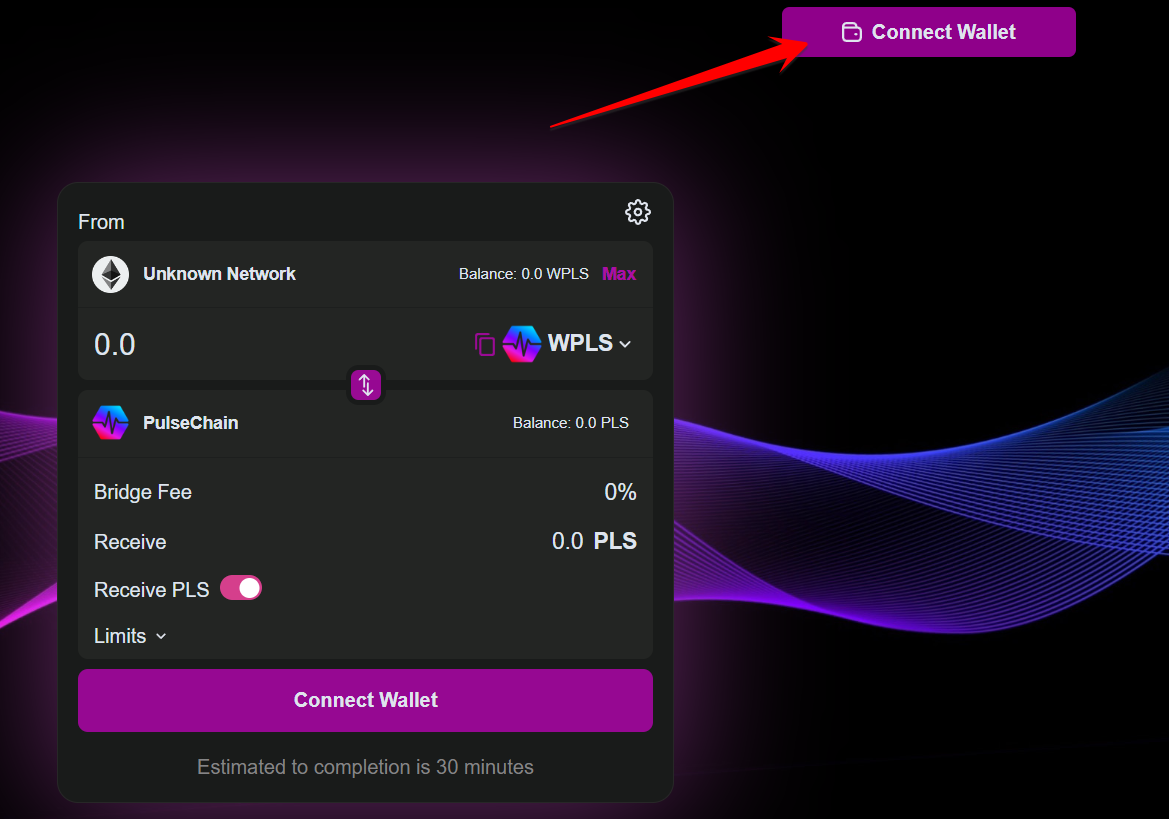 Connect Wallet
From
Unknown Network Balance: 0.0 WPLS Max
0.0 WPLS
PulseChain Balance: 0.0 PLS
Bridge Fee 0%
Receive 0.0 PLS
Receive PLS
Limits
Connect Wallet
Estimated to completion is 30 minutes